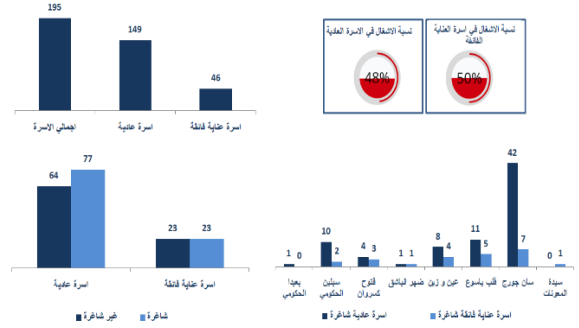 195
149
46
اجمالي الاسرة
اسرة عادية
اسرة عناية فائقة
نسبة الاشغال في الاسرة العادية
48%
نسبة الاشغال في اسرة العناية
الفائقة
50%
64
77
23
23
اسرة عادية
اسرة عناية فائقة
غير شاغرة
شاغرة
1 0
10 2
4 3
1 1
8 4
11 5
42 7
0 1
بعبدا
الحكومي
سبلين
الحكومي
فتوح
كسروان
ضهر الباشق
عين و زين
قلب ياسوع
سان جورج
سيدة
المعونات
اسرة عادية شاغرة
اسرة عناية فائقة شاغرة